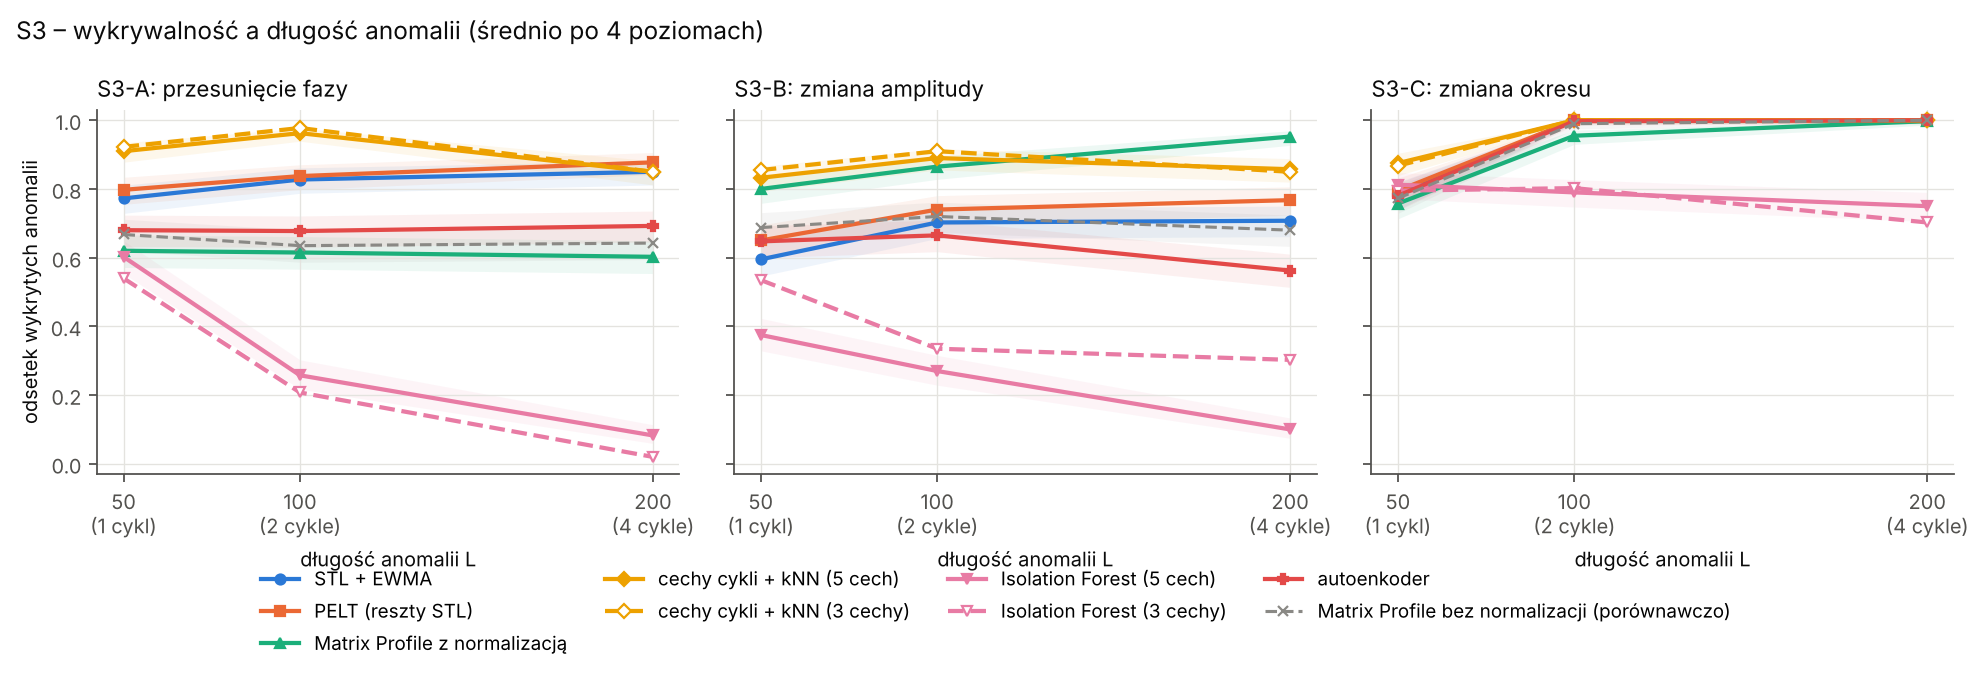 S3 – wykrywalność a długość anomalii (średnio po 4 poziomach)
S3-A: przesunięcie fazy
S3-B: zmiana amplitudy
S3-C: zmiana okresu
odsetek wykrytych anomalii
1.0
0.8
0.6
0.4
0.2
0.0
50
(1 cykl)
100
(2 cykle)
200
(4 cykle)
50
(1 cykl)
100
(2 cykle)
200
(4 cykle)
50
(1 cykl)
100
(2 cykle)
200
(4 cykle)
długość anomalii L
długość anomalii L
długość anomalii L
STL + EWMA
PELT (reszty STL)
Matrix Profile z normalizacją
cechy cykli + kNN (5 cech)
cechy cykli + kNN (3 cechy)
Isolation Forest (5 cech)
Isolation Forest (3 cechy)
autoenkoder
Matrix Profile bez normalizacji (porównawczo)